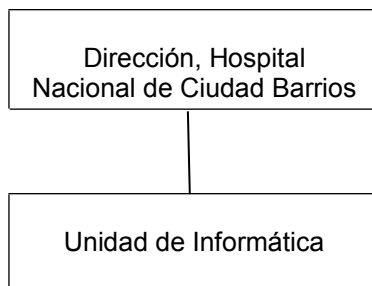 Dirección, Hospital
Nacional de Ciudad Barrios
Unidad de Informática